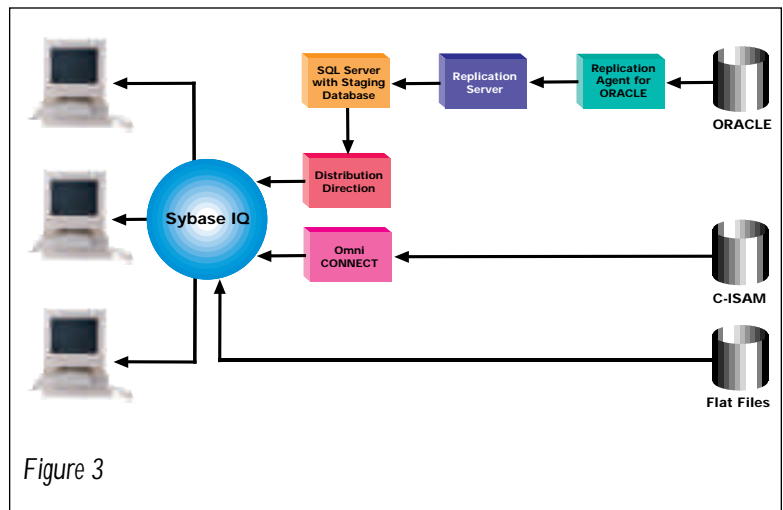 SQL Server
with Staging
Database
Replication
Server
Replication
Agent for
ORACLE
ORACLE
Distribution
Direction
Sybase IQ
Omni
CONNECT
C-ISAM
Flat Files
Figure 3